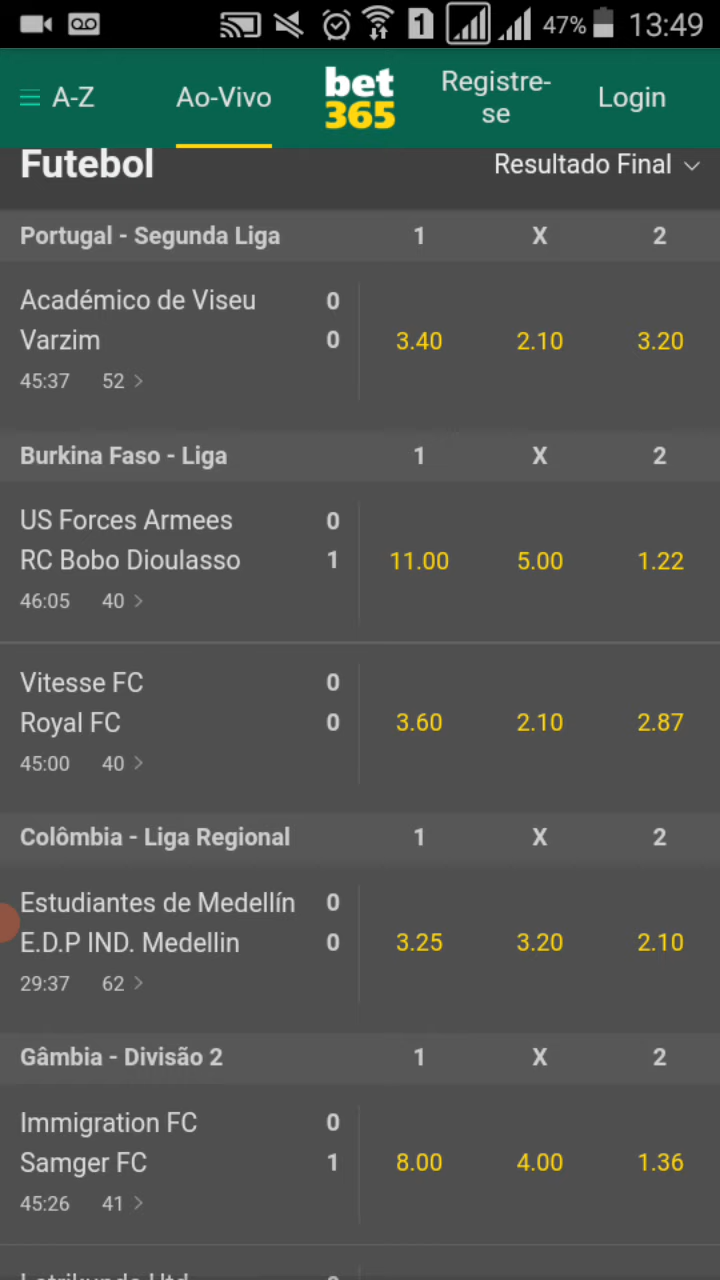 1 47% 13:49
A-Z Ao-Vivo bet365 Registre-se Login
Futebol Resultado Final
Portugal - Segunda Liga 1 X 2
Académico de Viseu 0
Varzim 0 3.40 2.10 3.20
45:37 52
Burkina Faso - Liga 1 X 2
US Forces Armees 0
RC Bobo Dioulasso 1 11.00 5.00 1.22
46:05 40
Vitesse FC 0
Royal FC 0 3.60 2.10 2.87
45:00 40
Colômbia - Liga Regional 1 X 2
Estudiantes de Medellín 0
E.D.P IND. Medellin 0 3.25 3.20 2.10
29:37 62
Gâmbia - Divisão 2 1 X 2
Immigration FC 0
Samger FC 1 8.00 4.00 1.36
45:26 41